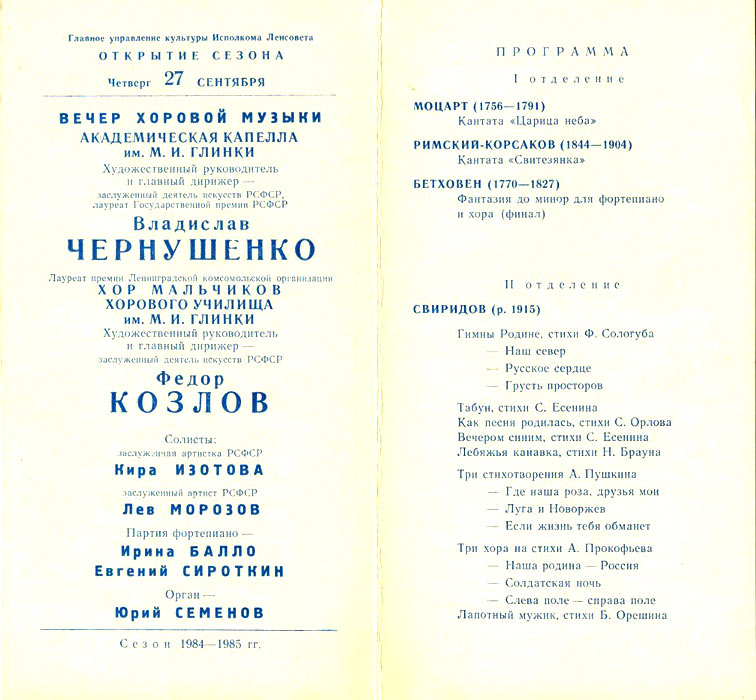 Главное управление культуры Исполкома Ленсовета
ОТКРЫТИЕ СЕЗОНА
Четверг 27 СЕНТЯБРЯ
ВЕЧЕР ХОРОВОЙ МУЗЫКИ
АКАДЕМИЧЕСКАЯ КАПЕЛЛА
им. М. И. ГЛИНКИ
Художественный руководитель
и главный дирижер —
заслуженный деятель искусств РСФСР,
лауреат Государственной премии РСФСР
Владислав
ЧЕРНУШЕНКО
Лауреат премии Ленинградской комсомольской организации
ХОР МАЛЬЧИКОВ
ХОРОВОГО УЧИЛИЩА
им. М. И. ГЛИНКИ
Художественный руководитель
и главный дирижер —
заслуженный деятель искусств РСФСР
Федор
КОЗЛОВ
Солисты:
заслуженная артистка РСФСР
Кира ИЗОТОВА
заслуженный артист РСФСР
Лев МОРОЗОВ
Партия фортепиано —
Ирина БАЛЛО
Евгений СИРОТКИН
Орган —
Юрий СЕМЕНОВ
Сезон 1984—1985 гг.
ПРОГРАММА
I отделение
МОЦАРТ (1756—1791)
Кантата «Царица неба»
РИМСКИЙ-КОРСАКОВ (1844—1904)
Кантата «Свитезянка»
БЕТХОВЕН (1770—1827)
Фантазия до минор для фортепиано
и хора (финал)
II отделение
СВИРИДОВ (р. 1915)
Гимны Родине, стихи Ф. Сологуба
— Наш север
— Русское сердце
— Грусть просторов
Табун, стихи С. Есенина
Как песня родилась, стихи С. Орлова
Вечером синим, стихи С. Есенина
Лебяжья канавка, стихи Н. Брауна
Три стихотворения А. Пушкина
— Где наша роза, друзья мои
— Луга и Новоржев
— Если жизнь тебя обманет
Три хора на стихи А. Прокофьева
— Наша родина — Россия
— Солдатская ночь
— Слева поле — справа поле
Лапотный мужик, стихи Б. Орешина